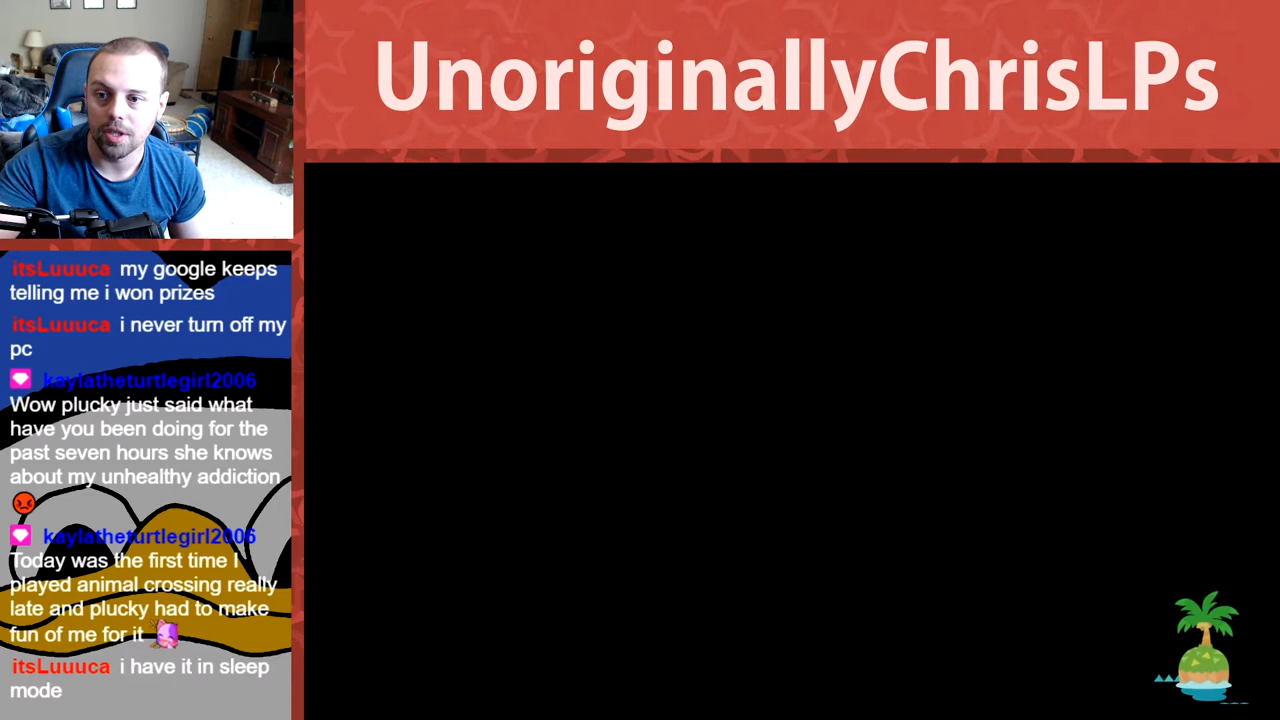 UnoriginallyChrisLPs
itsLuuuca my google keeps
telling me i won prizes
itsLuuuca i never turn off my
pc
kaylatheturtlegirl2006
Wow plucky just said what
have you been doing for the
past seven hours she knows
about my unhealthy addiction
kaylatheturtlegirl2006
Today was the first time I
played animal crossing really
late and plucky had to make
fun of me for it
itsLuuuca i have it in sleep
mode